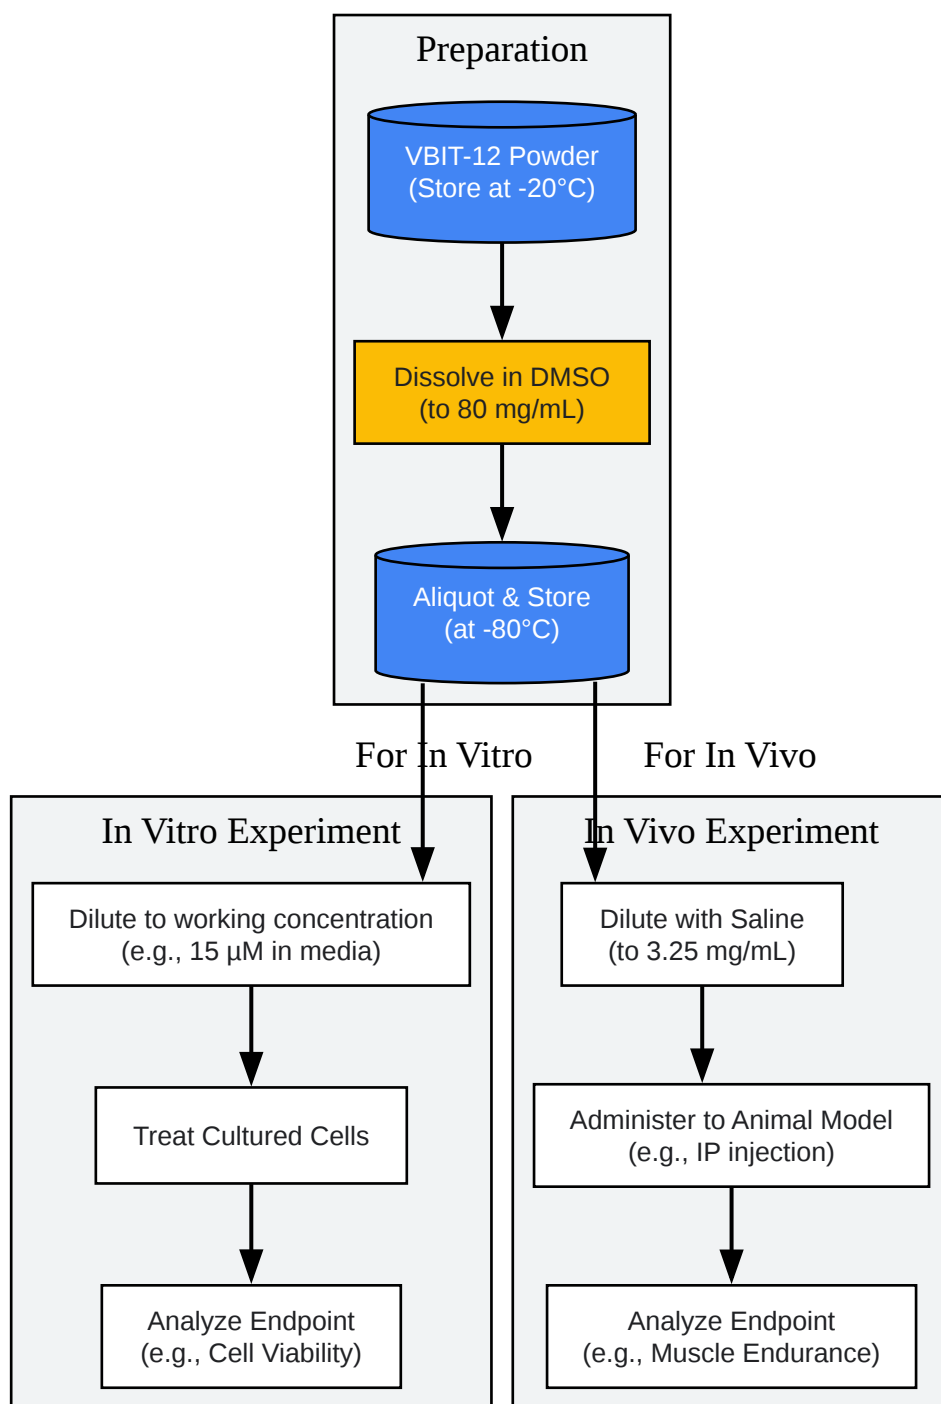 Preparation
VBIT-12 Powder
(Store at -20°C)
Dissolve in DMSO
(to 80 mg/mL)
Aliquot & Store
(at -80°C)
For In Vitro
For In Vivo
In Vitro Experiment
Dilute to working concentration
(e.g., 15 µM in media)
Treat Cultured Cells
Analyze Endpoint
(e.g., Cell Viability)
In Vivo Experiment
Dilute with Saline
(to 3.25 mg/mL)
Administer to Animal Model
(e.g., IP injection)
Analyze Endpoint
(e.g., Muscle Endurance)